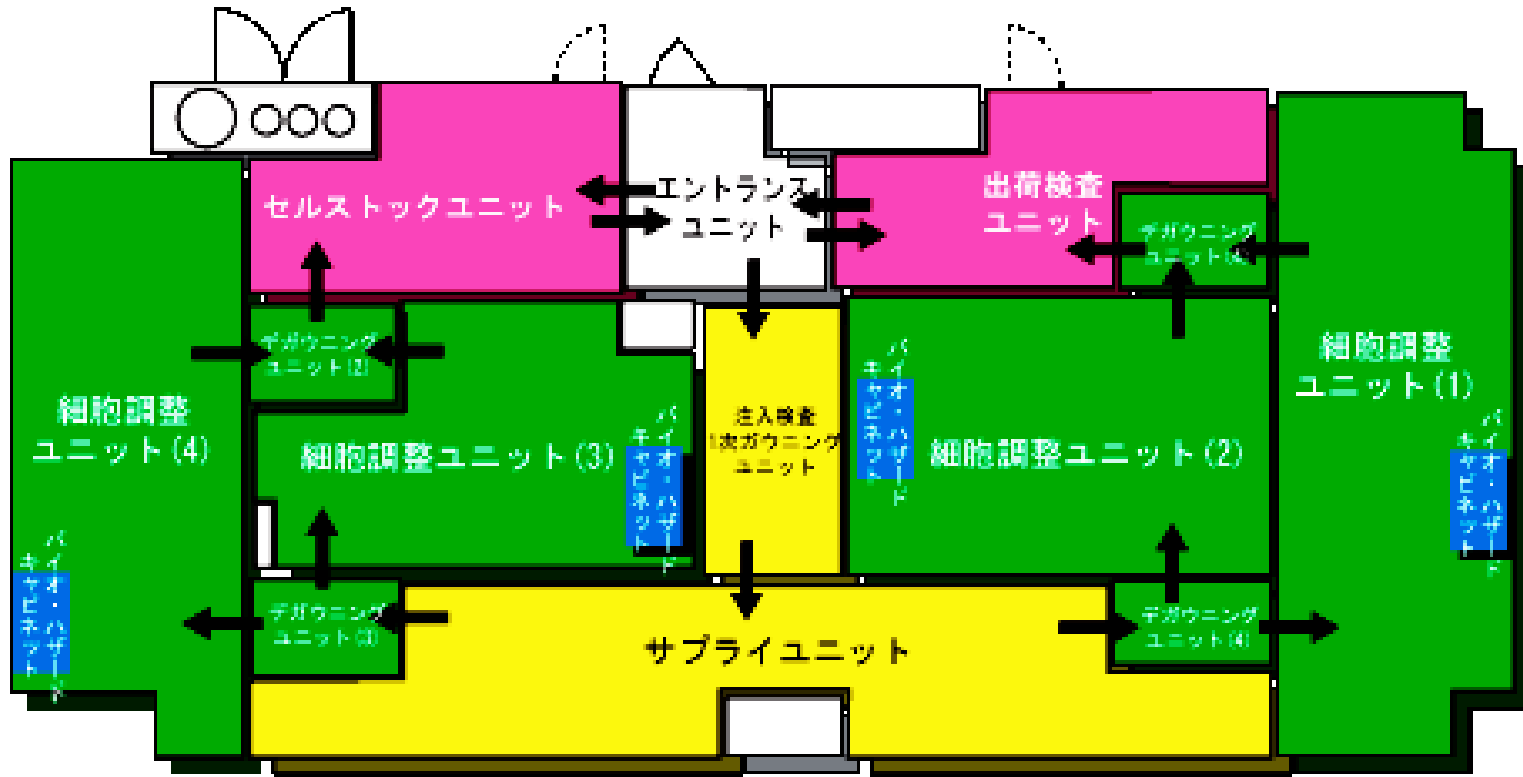 セルストックユニット
エントランス
ユニット
出荷検査
ユニット
デガウニング
デガウニング
ユニット(2)
細胞調整
ユニット(1)
細胞調整
ユニット(4)
細胞調整ユニット(3)
注入検査
1次ガウニング
ユニット
細胞調整ユニット(2)
バイオ・ハザード
キャビネット
バイオ・ハザード
キャビネット
バイオ・ハザード
キャビネット
バイオ・ハザード
キャビネット
デガウニング
ユニット(3)
サプライユニット
デガウニング
ユニット(4)